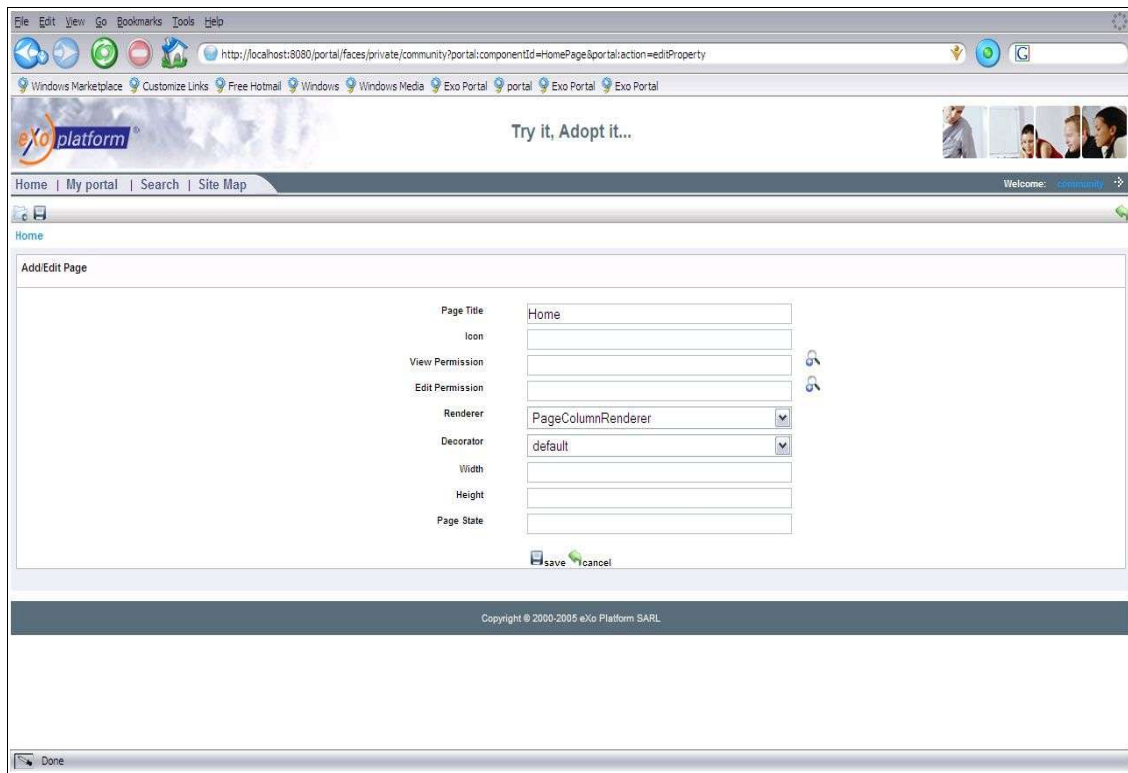 File Edit View Go Bookmarks Tools Help
http://localhost:8080/portal/faces/private/community?portal:componentId=HomePage&portal:action=editProperty
G
Windows Marketplace Customize Links Free Hotmail Windows Windows Media Exo Portal portal Exo Portal Exo Portal
eXo platform ®
Try it, Adopt it...
Home | My portal | Search | Site Map
Welcome: community
Home
Add/Edit Page
Page Title Home
Icon
View Permission
Edit Permission
Renderer PageColumnRenderer
Decorator default
Width
Height
Page State
save cancel
Copyright © 2000-2005 eXo Platform SARL
Done